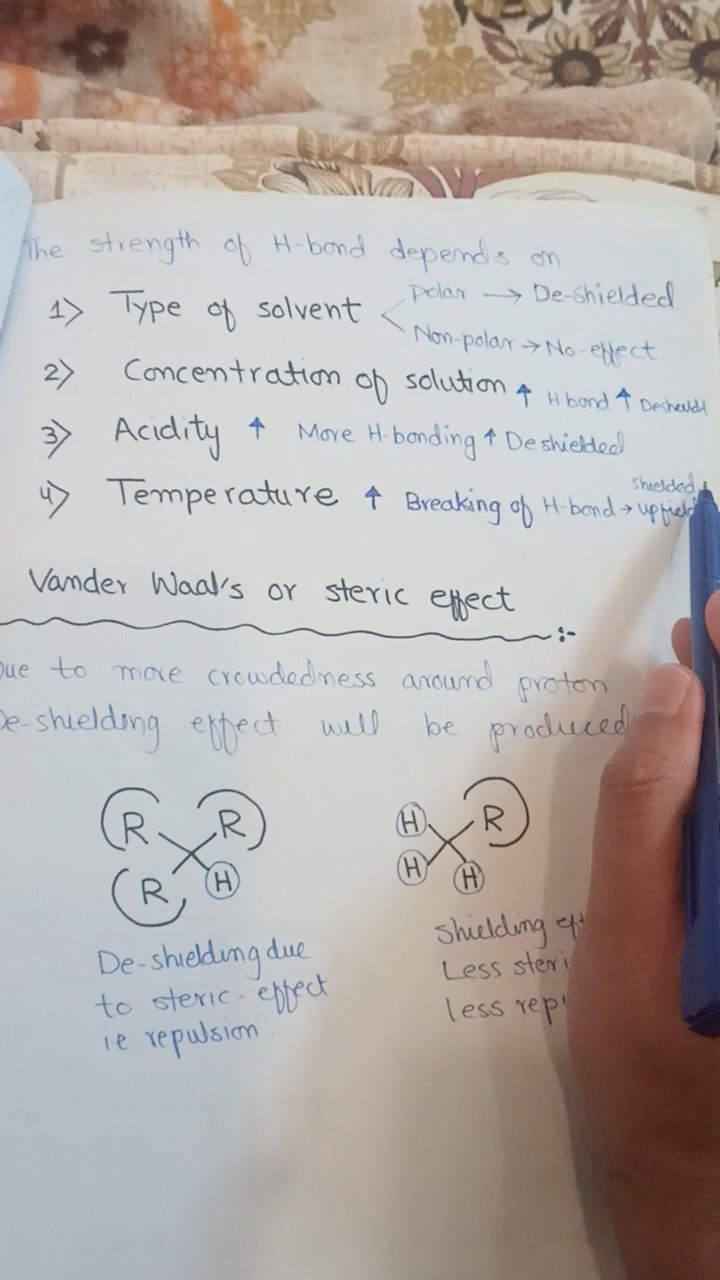 The strength of H-bond depends on
1) Type of solvent
Polar → De-shielded
Non-polar → No-effect
2) Concentration of solution ↑ H bond ↑
3) Acidity ↑ More H-bonding ↑ Deshielded
4) Temperature ↑ Breaking of H-bond → upfield
shielded
Vander Waal's or steric effect :-
Due to more crowdedness around proton
De-shielding effect will be produced
R R
R H
H R
H H
De-shielding due
to steric-effect
ie repulsion
Shielding
Less
less